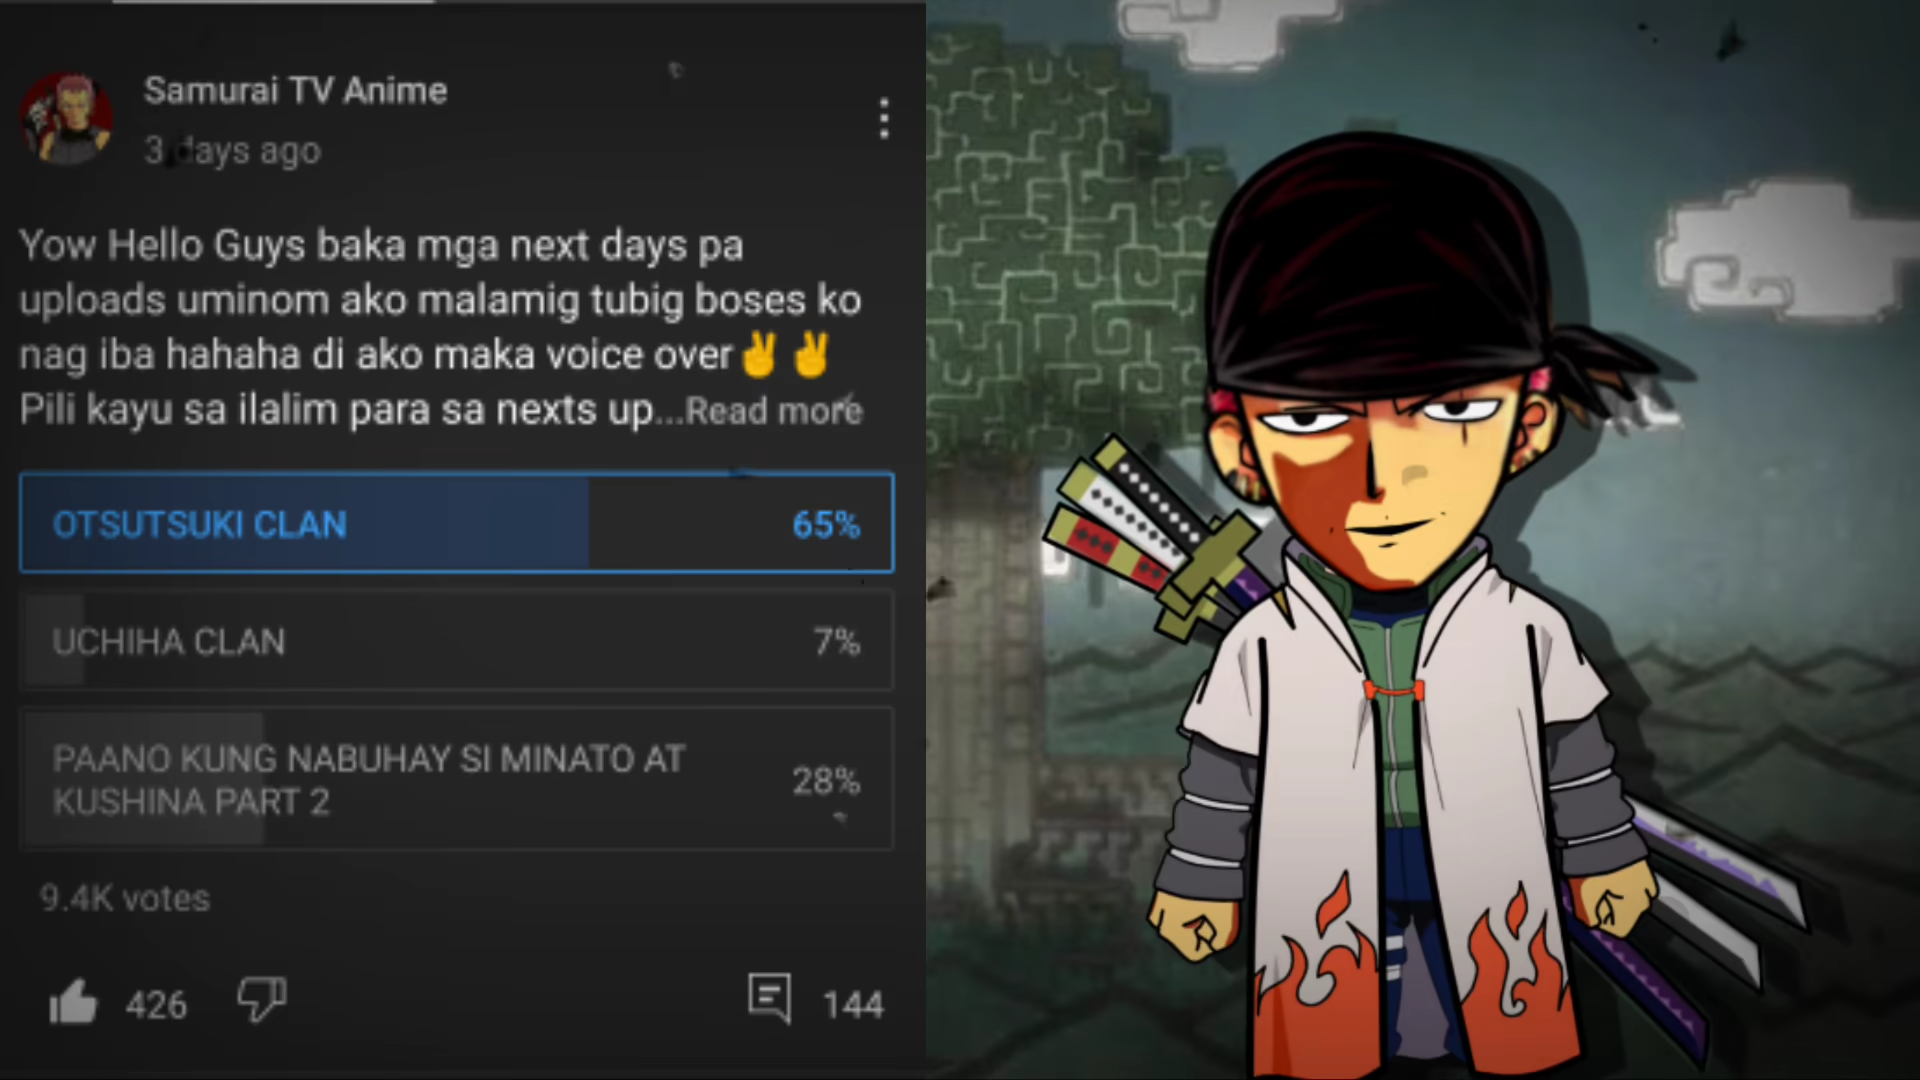 Samurai TV Anime
3 days ago
Yow Hello Guys baka mga next days pa
uploads uminom ako malamig tubig boses ko
nag iba hahaha di ako maka voice over✌✌
Pili kayu sa ilalim para sa nexts up...Read more
OTSUTSUKI CLAN 65%
UCHIHA CLAN 7%
PAANO KUNG NABUHAY SI MINATO AT
KUSHINA PART 2 28%
9.4K votes
426 144